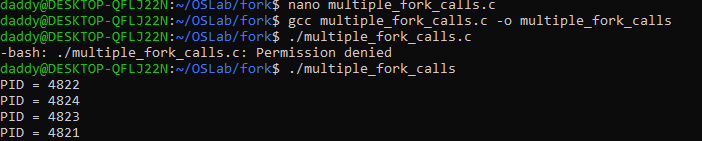 daddy@DESKTOP-QFLJ22N:~/OSLab/fork$ nano multiple_fork_calls.c
daddy@DESKTOP-QFLJ22N:~/OSLab/fork$ gcc multiple_fork_calls.c -o multiple_fork_calls
daddy@DESKTOP-QFLJ22N:~/OSLab/fork$ ./multiple_fork_calls.c
-bash: ./multiple_fork_calls.c: Permission denied
daddy@DESKTOP-QFLJ22N:~/OSLab/fork$ ./multiple_fork_calls
PID = 4822
PID = 4824
PID = 4823
PID = 4821